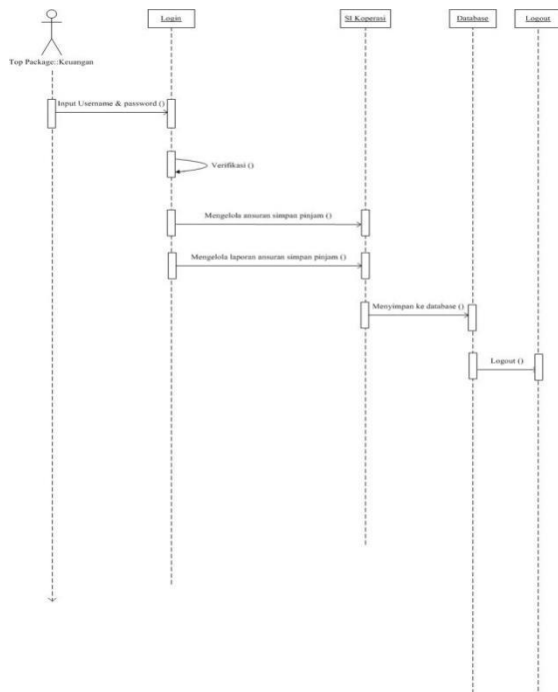 Login
SI Koperasi
Database
Logout
Top Package::Keuangan
Input Username & password ()
Verifikasi ()
Mengelola ansuran simpan pinjam ()
Mengelola laporan ansuran simpan pinjam ()
Menyimpan ke database ()
Logout ()